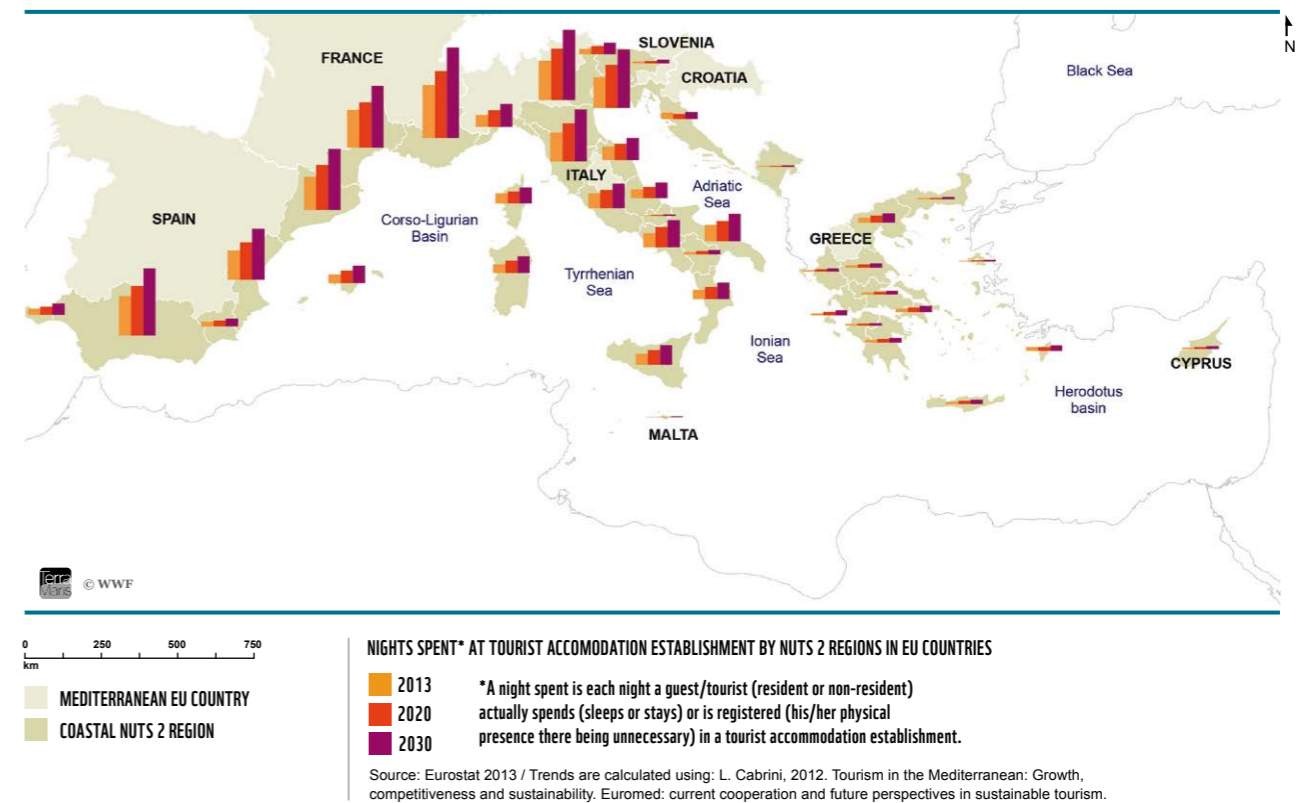 N
FRANCE
SLOVENIA
CROATIA
Black Sea
ITALY
Adriatic
Sea
SPAIN
Corso-Ligurian
Basin
GREECE
Tyrrhenian
Sea
Ionian
Sea
CYPRUS
Herodotus
basin
MALTA
Terra
Maris
© WWF
0 250 500 750
km
MEDITERRANEAN EU COUNTRY
COASTAL NUTS 2 REGION
NIGHTS SPENT* AT TOURIST ACCOMODATION ESTABLISHMENT BY NUTS 2 REGIONS IN EU COUNTRIES
2013
2020
2030
*A night spent is each night a guest/tourist (resident or non-resident)
actually spends (sleeps or stays) or is registered (his/her physical
presence there being unnecessary) in a tourist accommodation establishment.
Source: Eurostat 2013 / Trends are calculated using: L. Cabrini, 2012. Tourism in the Mediterranean: Growth,
competitiveness and sustainability. Euromed: current cooperation and future perspectives in sustainable tourism.